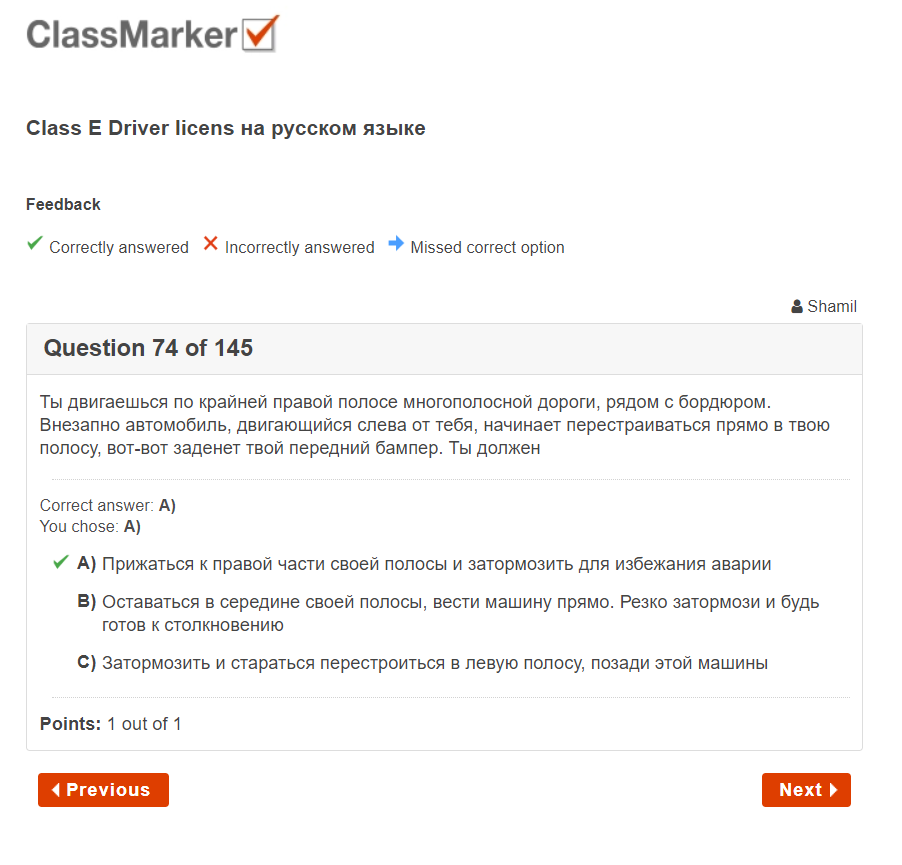 ClassMarker
Class E Driver licens на русском языке
Feedback
Correctly answered Incorrectly answered Missed correct option
Shamil
Question 74 of 145
Ты двигаешься по крайней правой полосе многополосной дороги, рядом с бордюром.
Внезапно автомобиль, двигающийся слева от тебя, начинает перестраиваться прямо в твою
полосу, вот-вот заденет твой передний бампер. Ты должен
Correct answer: A)
You chose: A)
A) Прижаться к правой части своей полосы и затормозить для избежания аварии
B) Оставаться в середине своей полосы, вести машину прямо. Резко затормози и будь
готов к столкновению
C) Затормозить и стараться перестроиться в левую полосу, позади этой машины
Points: 1 out of 1
Previous Next